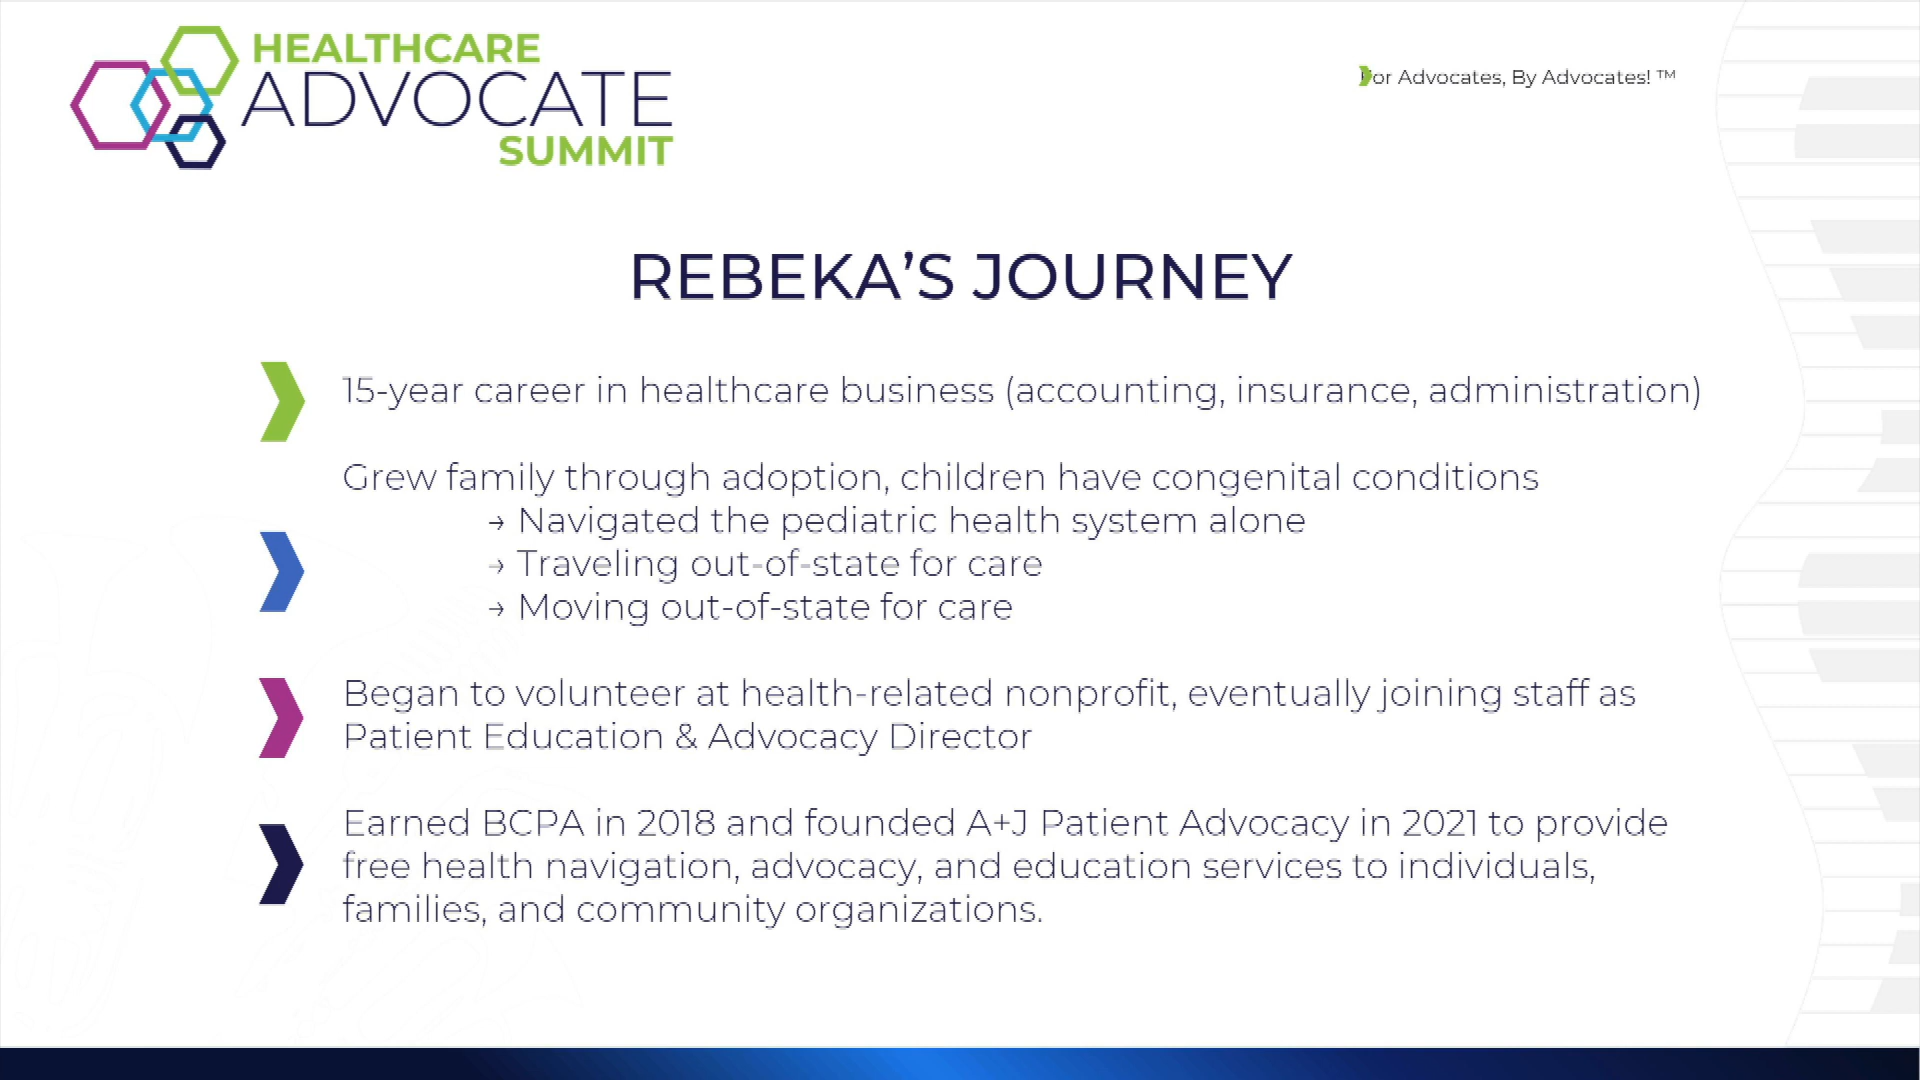 HEALTHCARE
ADVOCATE
SUMMIT
For Advocates, By Advocates! ™
REBEKA’S JOURNEY
15-year career in healthcare business (accounting, insurance, administration)
Grew family through adoption, children have congenital conditions
→ Navigated the pediatric health system alone
→ Traveling out-of-state for care
→ Moving out-of-state for care
Began to volunteer at health-related nonprofit, eventually joining staff as
Patient Education & Advocacy Director
Earned BCPA in 2018 and founded A+J Patient Advocacy in 2021 to provide
free health navigation, advocacy, and education services to individuals,
families, and community organizations.